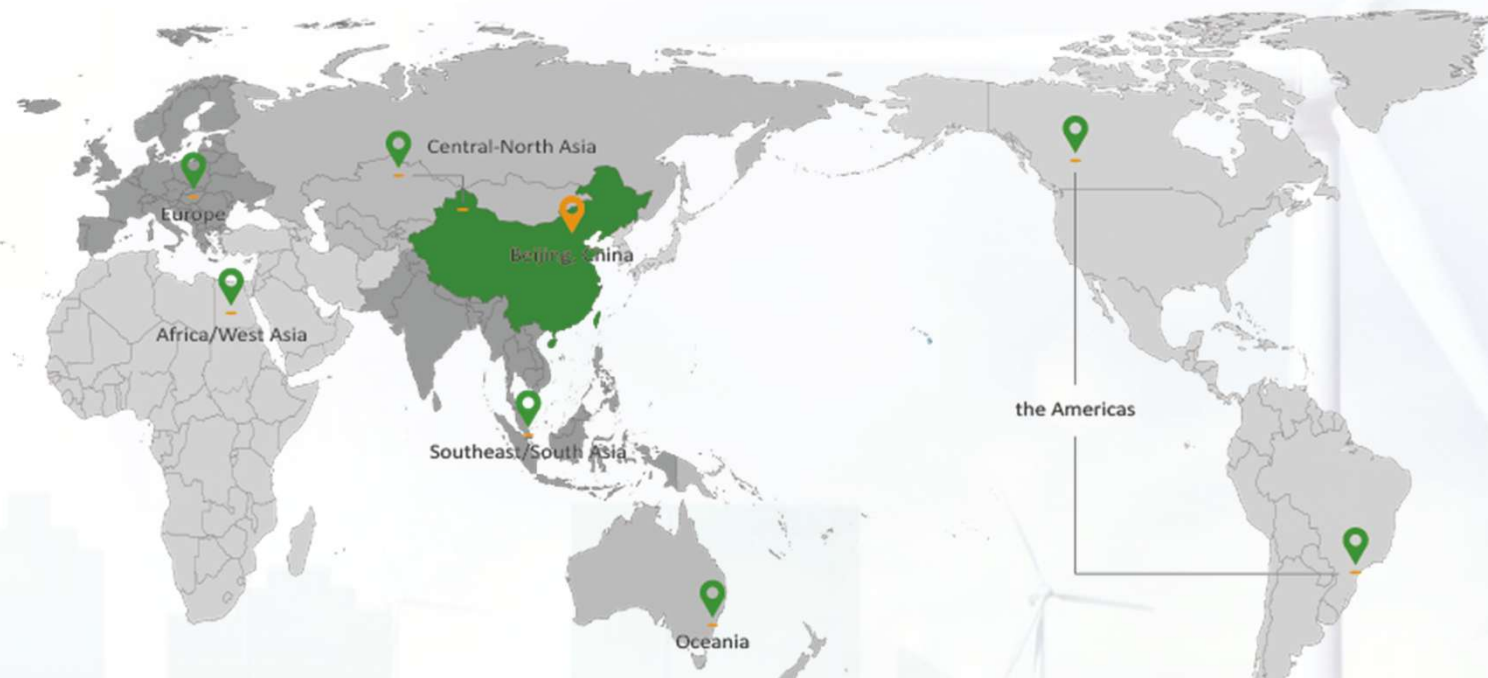 Central-North Asia
Europe
Beijing, China
Africa/West Asia
the Americas
Southeast/South Asia
Oceania